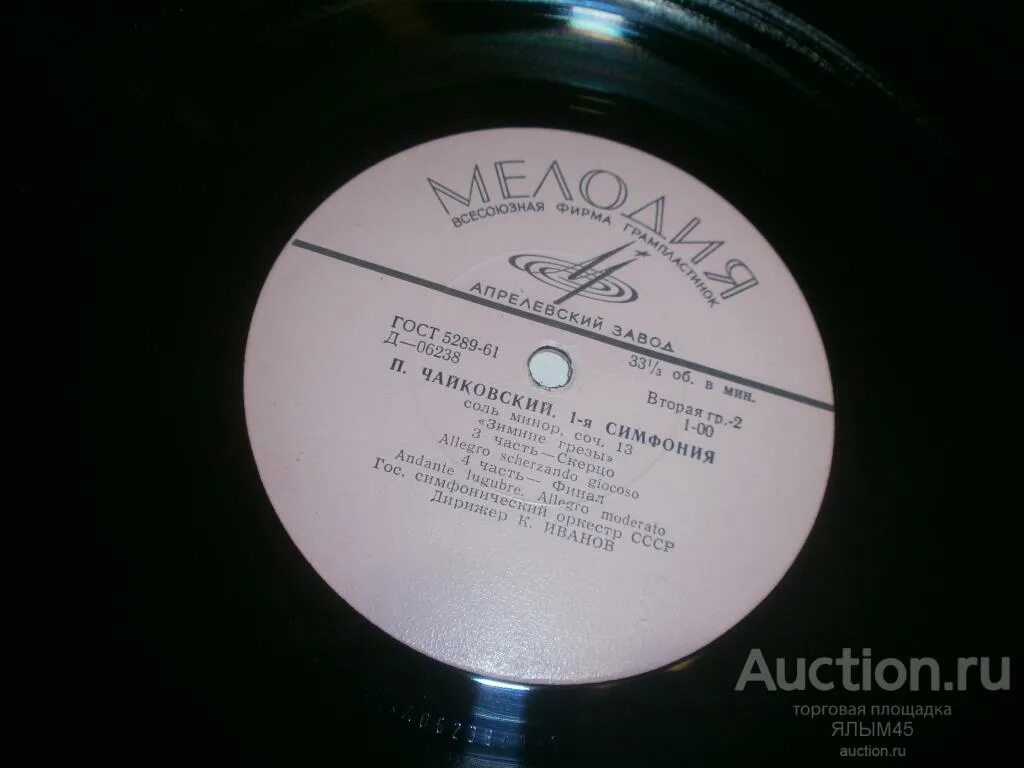 МЕЛОДИЯ
ВСЕСОЮЗНАЯ ФИРМА ГРАМПЛАСТИНОК
АПРЕЛЕВСКИЙ ЗАВОД
ГОСТ 5289-61
Д—06238
33⅓ об. в мин.
Вторая гр.-2
1-00
П. ЧАЙКОВСКИЙ. 1-я СИМФОНИЯ
соль минор, соч. 13
«Зимние грезы»
3 часть—Скерцо
Allegro scherzando giocoso
4 часть— Финал
Andante lugubre. Allegro moderato
Гос. симфонический оркестр СССР
Дирижер К. ИВАНОВ
Auction.ru
торговая площадка
ЯЛЫМ45
auction.ru